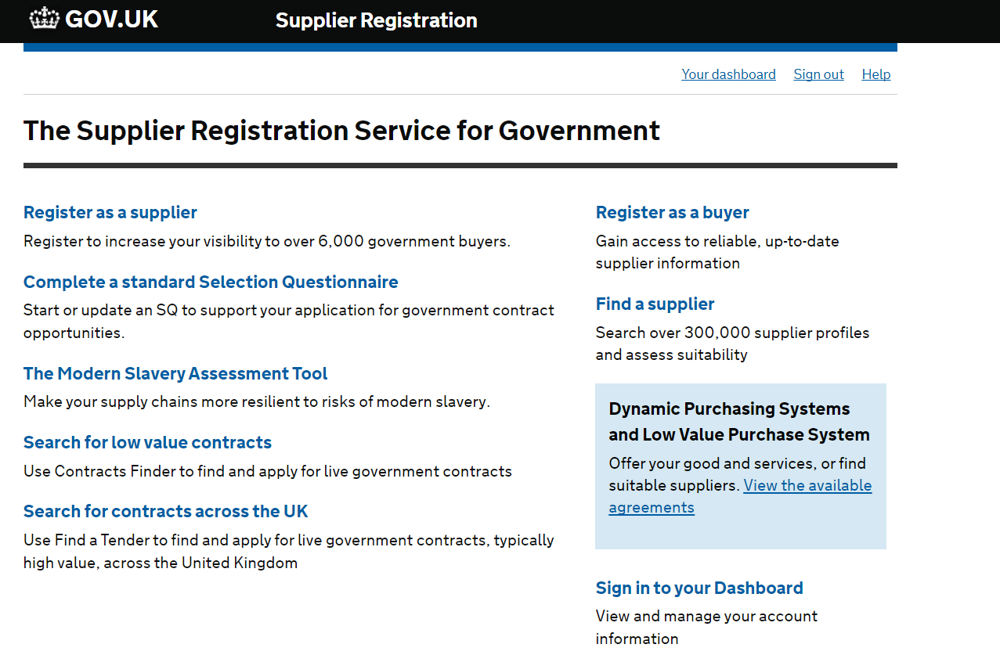 GOV.UK
Supplier Registration
Your dashboard Sign out Help
The Supplier Registration Service for Government
Register as a supplier
Register to increase your visibility to over 6,000 government buyers.
Complete a standard Selection Questionnaire
Start or update an SQ to support your application for government contract
opportunities.
The Modern Slavery Assessment Tool
Make your supply chains more resilient to risks of modern slavery.
Search for low value contracts
Use Contracts Finder to find and apply for live government contracts
Search for contracts across the UK
Use Find a Tender to find and apply for live government contracts, typically
high value, across the United Kingdom
Register as a buyer
Gain access to reliable, up-to-date
supplier information
Find a supplier
Search over 300,000 supplier profiles
and assess suitability
Dynamic Purchasing Systems
and Low Value Purchase System
Offer your good and services, or find
suitable suppliers. View the available
agreements
Sign in to your Dashboard
View and manage your account
information